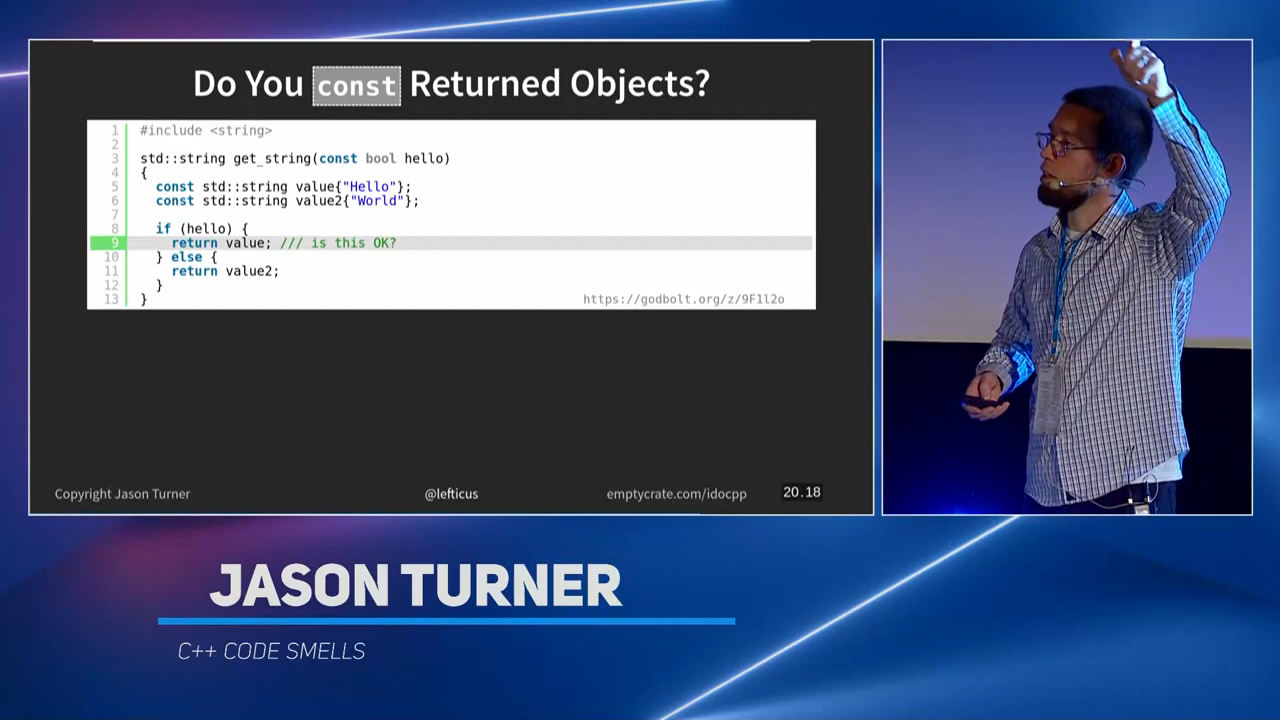 Do You const Returned Objects?
1 #include <string>
2
3 std::string get_string(const bool hello)
4 {
5 const std::string value{"Hello"};
6 const std::string value2{"World"};
7
8 if (hello) {
9 return value; /// is this OK?
10 } else {
11 return value2;
12 }
13 }
https://godbolt.org/z/9F1l2o
Copyright Jason Turner
@lefticus
emptycrate.com/idocpp
20.18
JASON TURNER
C++ CODE SMELLS